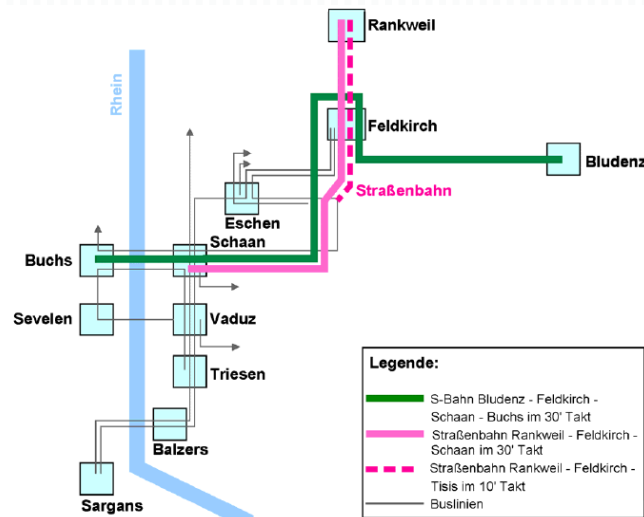 Rankweil
Rhein
Feldkirch
Bludenz
Straßenbahn
Eschen
Schaan
Buchs
Sevelen
Vaduz
Triesen
Balzers
Sargans
Legende:
S-Bahn Bludenz - Feldkirch -
Schaan - Buchs im 30' Takt
Straßenbahn Rankweil - Feldkirch -
Schaan im 30' Takt
Straßenbahn Rankweil - Feldkirch -
Tisis im 10' Takt
Buslinien